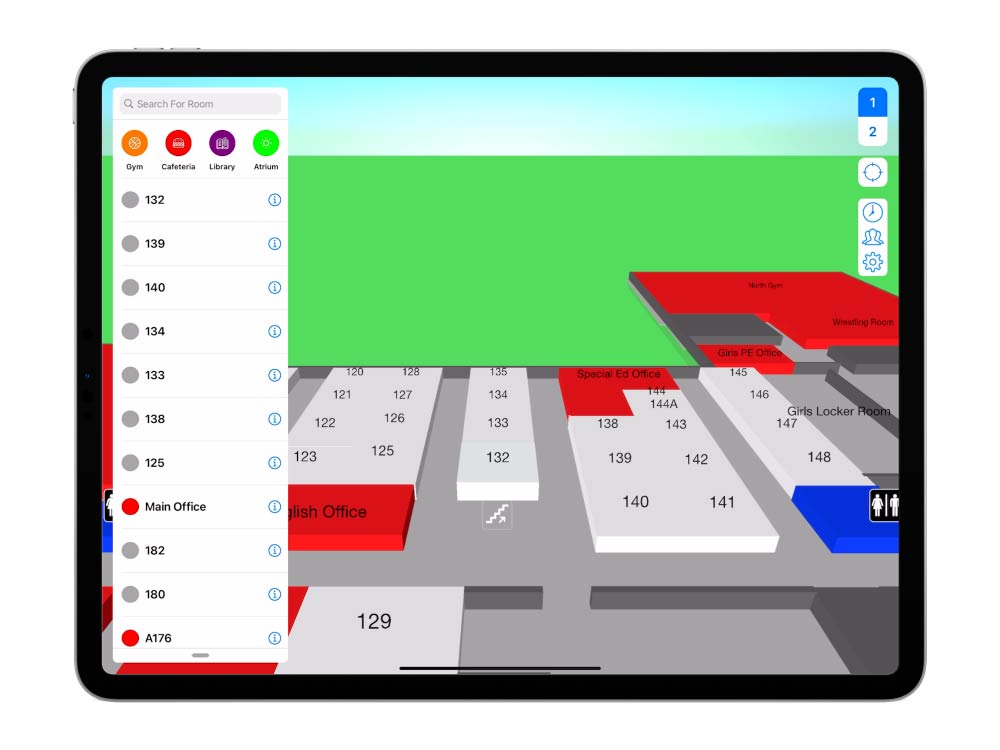 Search For Room
Gym Cafeteria Library Atrium
132
139
140
134
133
138
125
Main Office
182
180
A176
1
2
North Gym
Wrestling Room
Girls PE Office
120 128 135 Special Ed Office 145
121 127 134 144 146
144A
122 126 133 138 143 147 Girls Locker Room
123 125 132 139 142 148
140 141
glish Office
129